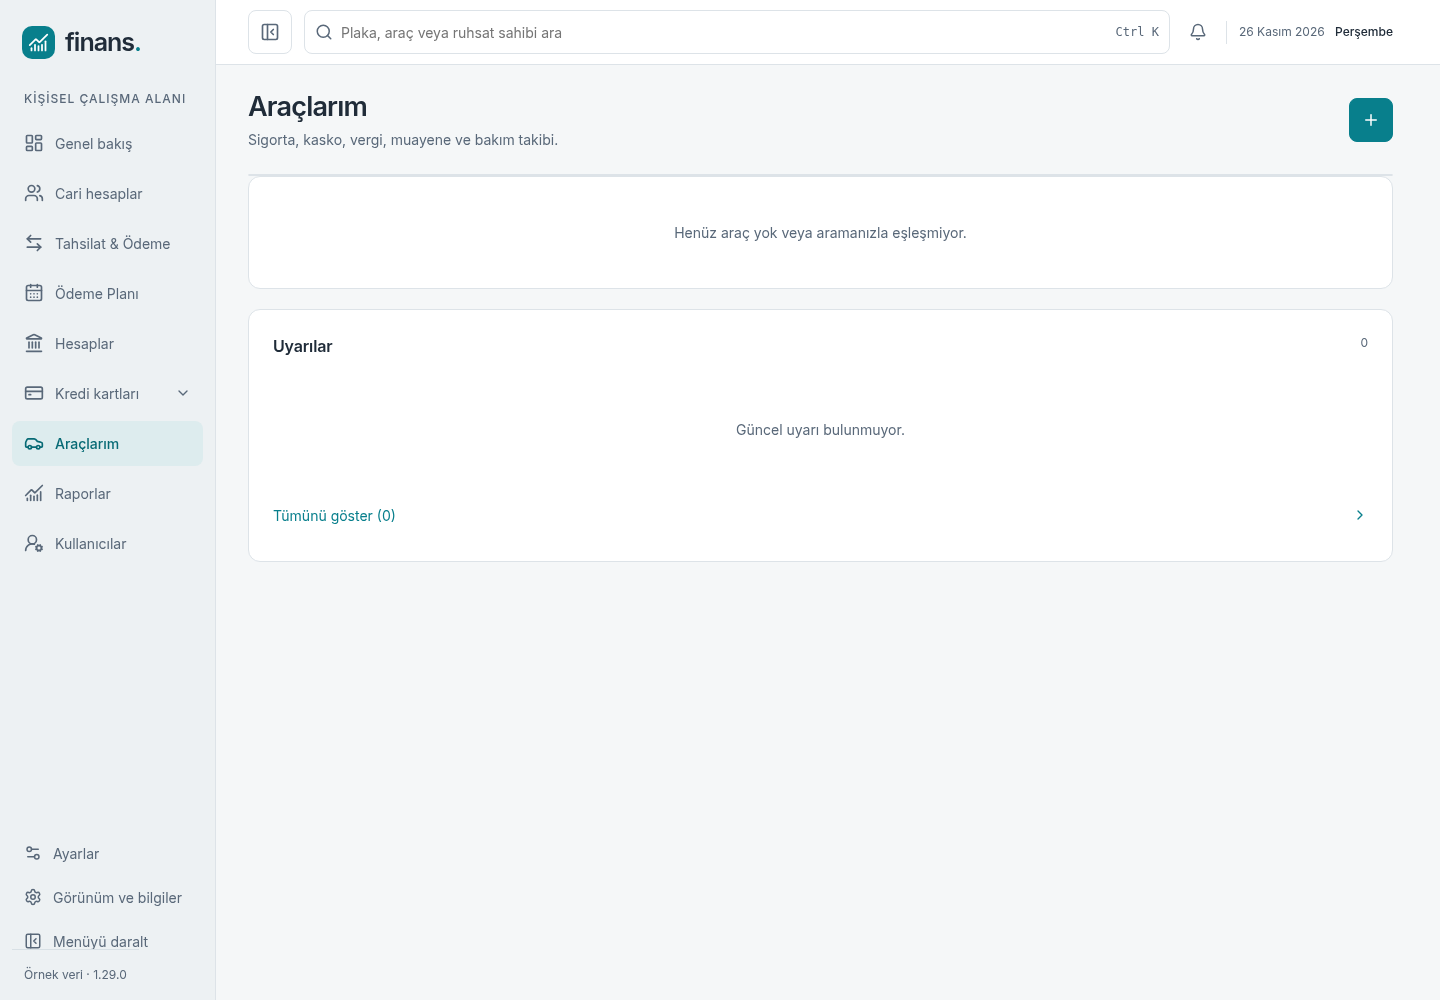 finans.
KİŞİSEL ÇALIŞMA ALANI
Genel bakış
Cari hesaplar
Tahsilat & Ödeme
Ödeme Planı
Hesaplar
Kredi kartları
Araçlarım
Raporlar
Kullanıcılar
Ayarlar
Görünüm ve bilgiler
Menüyü daralt
Örnek veri · 1.29.0
Plaka, araç veya ruhsat sahibi ara
Ctrl K
26 Kasım 2026 Perşembe
Araçlarım
Sigorta, kasko, vergi, muayene ve bakım takibi.
Henüz araç yok veya aramanızla eşleşmiyor.
Uyarılar
0
Güncel uyarı bulunmuyor.
Tümünü göster (0)